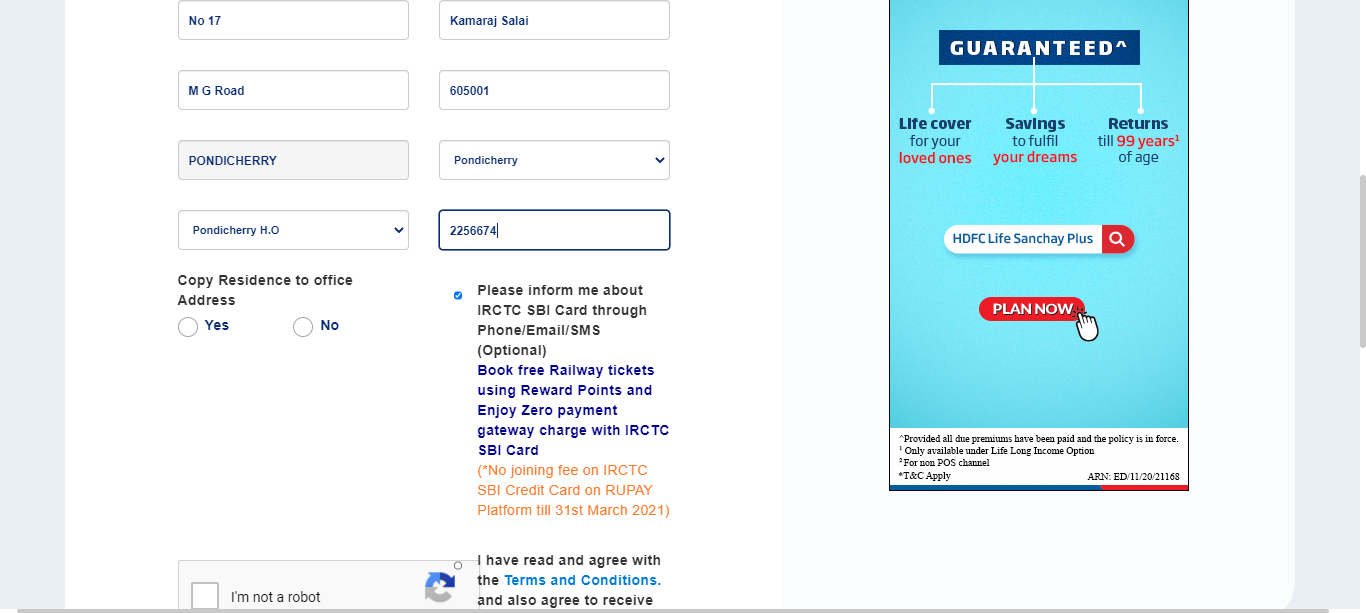 No 17
Kamaraj Salai
M G Road
605001
PONDICHERRY
Pondicherry
Pondicherry H.O
2256674
Copy Residence to office
Address
Yes
No
Please inform me about
IRCTC SBI Card through
Phone/Email/SMS
(Optional)
Book free Railway tickets
using Reward Points and
Enjoy Zero payment
gateway charge with IRCTC
SBI Card
(*No joining fee on IRCTC
SBI Credit Card on RUPAY
Platform till 31st March 2021)
I have read and agree with
the Terms and Conditions.
and also agree to receive
I'm not a robot
GUARANTEED^
Life cover
for your
loved ones
Savings
to fulfil
your dreams
Returns
till 99 years¹
of age
HDFC Life Sanchay Plus
PLAN NOW
^Provided all due premiums have been paid and the policy is in force.
¹ Only available under Life Long Income Option
² For non POS channel
*T&C Apply
ARN: ED/11/20/21168